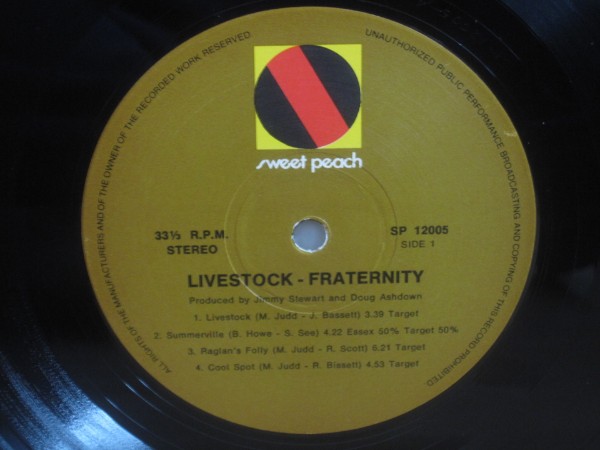 ALL RIGHTS OF THE MANUFACTURERS AND OF THE OWNER OF THE RECORDED WORK RESERVED
UNAUTHORIZED PUBLIC PERFORMANCE BROADCASTING AND COPYING OF THIS RECORD PROHIBITED
sweet peach
33⅓ R.P.M.
STEREO
SP 12005
SIDE 1
LIVESTOCK - FRATERNITY
Produced by Jimmy Stewart and Doug Ashdown
1. Livestock (M. Judd - J. Bassett) 3.39 Target
2. Summerville (B. Howe - S. See) 4.22 Essex 50% Target 50%
3. Raglan's Folly (M. Judd - R. Scott) 6.21 Target
4. Cool Spot (M. Judd - R. Bissett) 4.53 Target